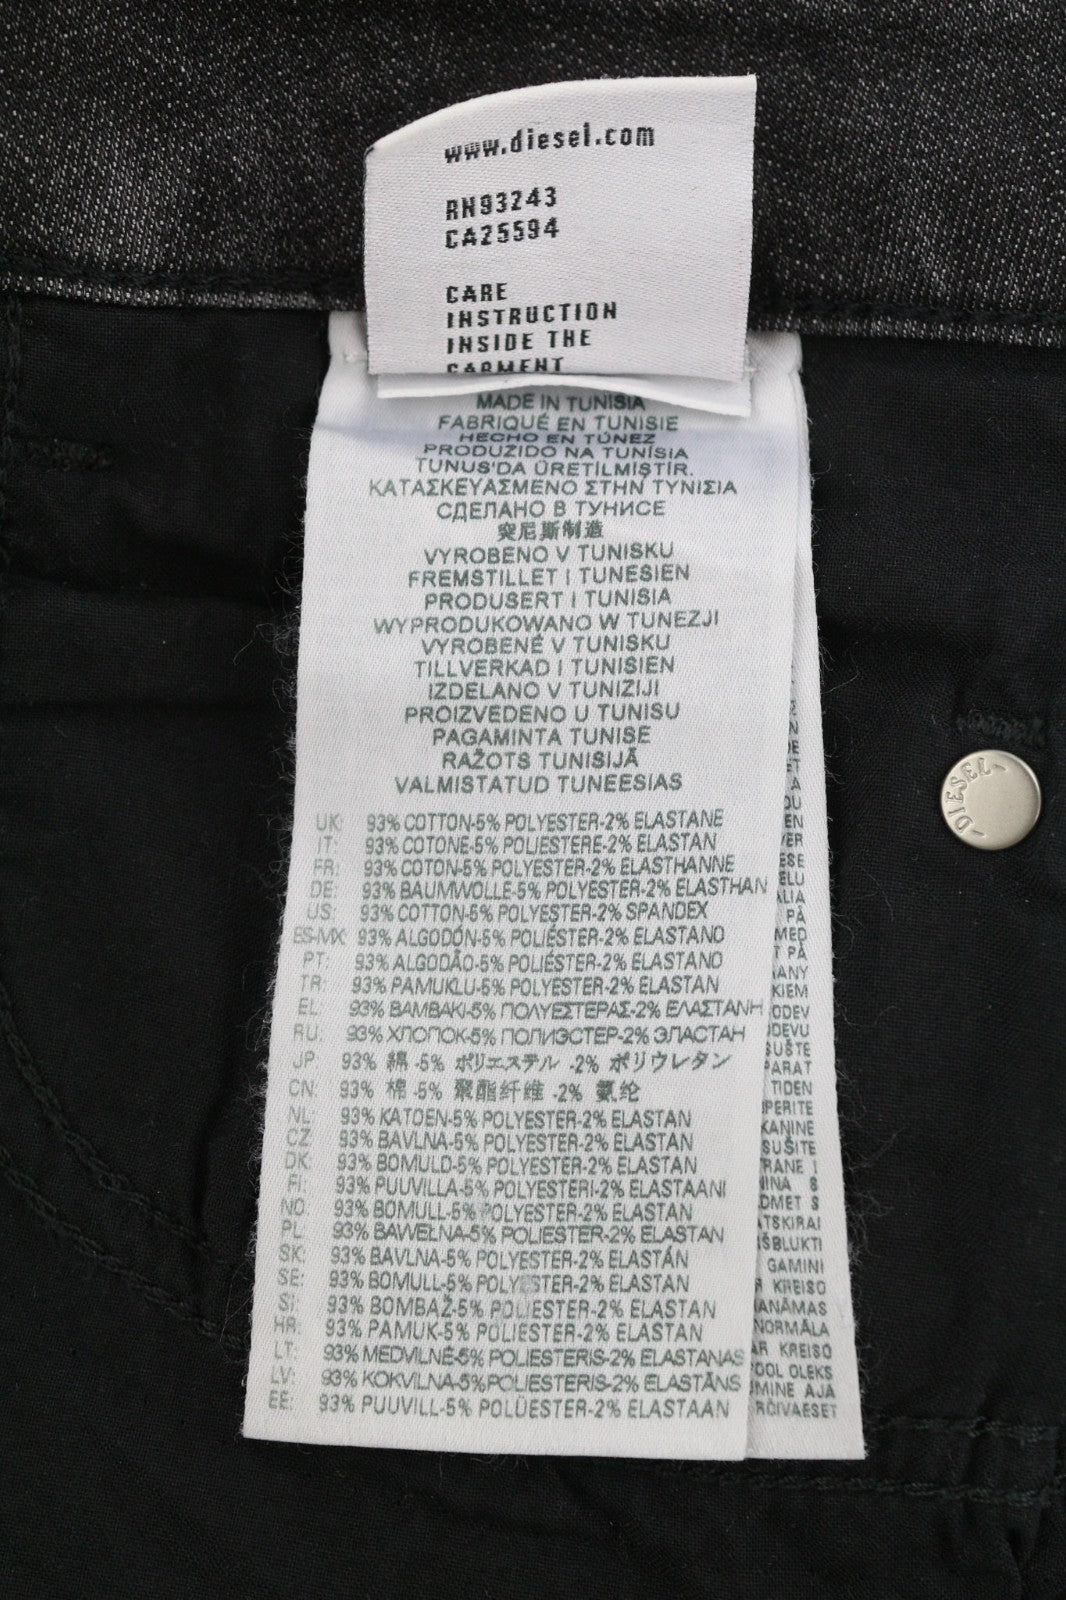 www.diesel.com
RN93243
CA25594
CARE
INSTRUCTION
INSIDE THE
GARMENT
MADE IN TUNISIA
FABRIQUÉ EN TUNISIE
HECHO EN TÚNEZ
PRODUZIDO NA TUNÍSIA
TUNUS'DA ÜRETILMIŞTIR.
ΚΑΤΑΣΚΕΥΑΣΜΕΝΟ ΣΤΗΝ ΤΥΝΙΣΙΑ
СДЕЛАНО В ТУНИСЕ
突尼斯制造
VYROBENO V TUNISKU
FREMSTILLET I TUNESIEN
PRODUSERT I TUNISIA
WYPRODUKOWANO W TUNEZJI
VYROBENÉ V TUNISKU
TILLVERKAD I TUNISIEN
IZDELANO V TUNIZIJI
PROIZVEDENO U TUNISU
PAGAMINTA TUNISE
RAŽOTS TUNISIJĀ
VALMISTATUD TUNEESIAS
UK: 93% COTTON-5% POLYESTER-2% ELASTANE
IT: 93% COTONE-5% POLIESTERE-2% ELASTAN
FR: 93% COTON-5% POLYESTER-2% ELASTHANNE
DE: 93% BAUMWOLLE-5% POLYESTER-2% ELASTHAN
US: 93% COTTON-5% POLYESTER-2% SPANDEX
ES-MX: 93% ALGODÓN-5% POLIÉSTER-2% ELASTANO
PT: 93% ALGODÃO-5% POLIÉSTER-2% ELASTANO
TR: 93% PAMUKLU-5% POLYESTER-2% ELASTAN
EL: 93% ΒΑΜΒΑΚΙ-5% ΠΟΛΥΕΣΤΕΡΑΣ-2% ΕΛΑΣΤΑΝΗ
RU: 93% ХЛОПОК-5% ПОЛИЭСТЕР-2% ЭЛАСТАН
JP: 93% 綿 -5% ポリエステル -2% ポリウレタン
CN: 93% 棉 -5% 聚酯纤维 -2% 氨纶
NL: 93% KATOEN-5% POLYESTER-2% ELASTAN
CZ: 93% BAVLNA-5% POLYESTER-2% ELASTAN
DK: 93% BOMULD-5% POLYESTER-2% ELASTAN
FI: 93% PUUVILLA-5% POLYESTERI-2% ELASTAANI
NO: 93% BOMULL-5% POLYESTER-2% ELASTAN
PL: 93% BAWEŁNA-5% POLIESTER-2% ELASTAN
SK: 93% BAVLNA-5% POLYESTER-2% ELASTÁN
SE: 93% BOMULL-5% POLYESTER-2% ELASTAN
SI: 93% BOMBAŽ-5% POLIESTER-2% ELASTAN
HR: 93% PAMUK-5% POLIESTER-2% ELASTAN
LT: 93% MEDVILNĖ-5% POLIESTERIS-2% ELASTANAS
LV: 93% KOKVILNA-5% POLIESTERIS-2% ELASTĀNS
EE: 93% PUUVILL-5% POLÜESTER-2% ELASTAAN
-DIESEL-